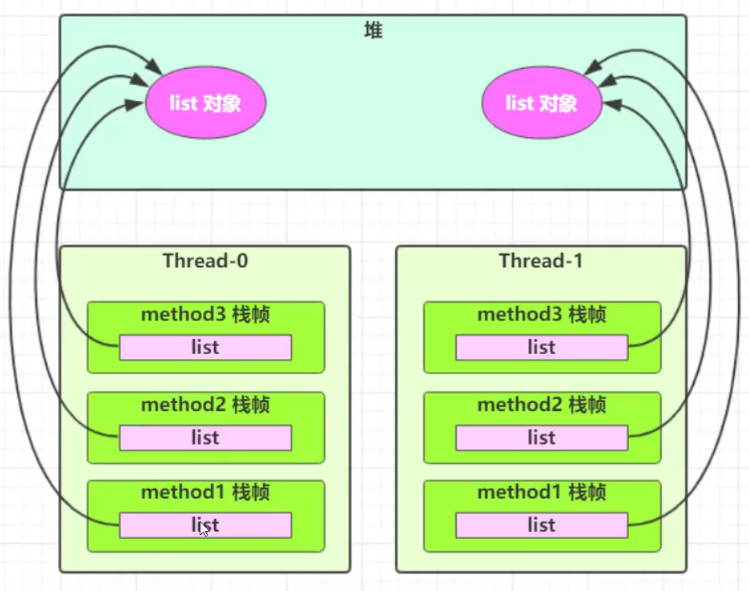 堆
list 对象
list 对象
Thread-0
method3 栈帧
list
method2 栈帧
list
method1 栈帧
list
Thread-1
method3 栈帧
list
method2 栈帧
list
method1 栈帧
list